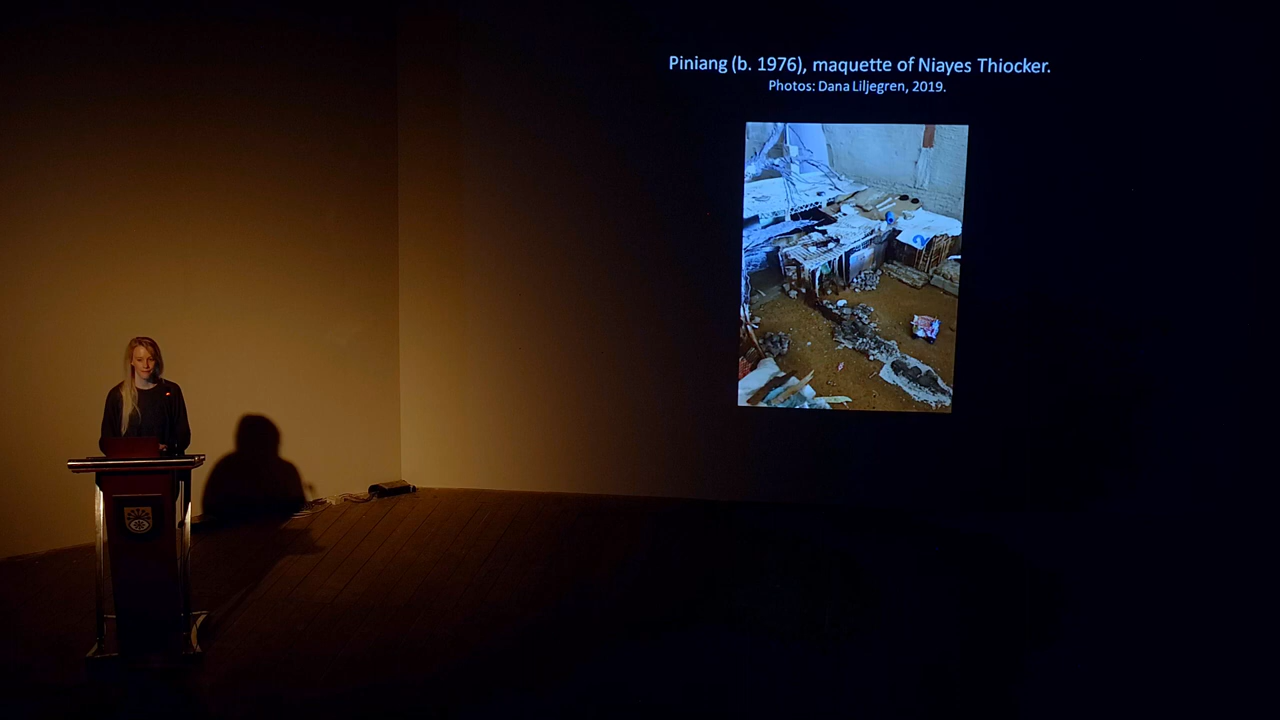 Piniang (b. 1976), maquette of Niayes Thiocker.
Photos: Dana Liljegren, 2019.